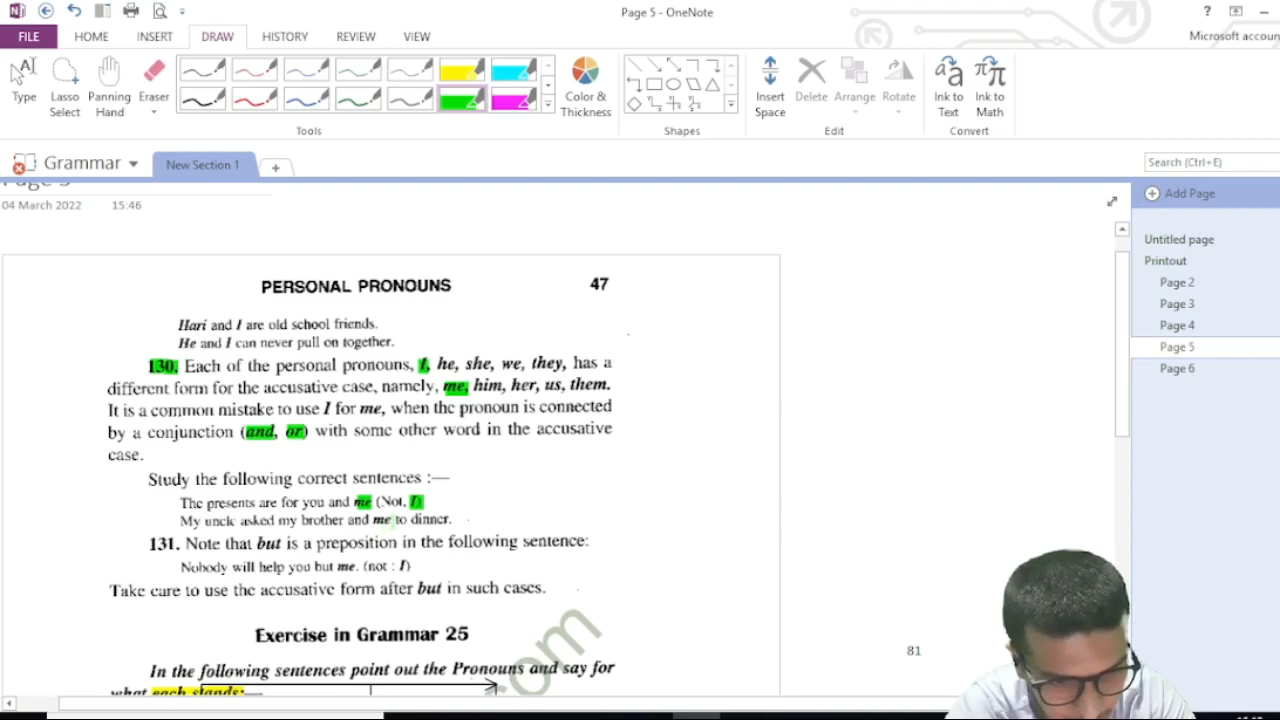 Page 5 - OneNote
?
FILE HOME INSERT DRAW HISTORY REVIEW VIEW
Microsoft accoun
Type
Lasso Select
Panning Hand
Eraser
Color & Thickness
Insert Space
Delete
Arrange
Rotate
Ink to Text
Ink to Math
Tools
Shapes
Edit
Convert
Grammar
New Section 1
Search (Ctrl+E)
Add Page
Untitled page
Printout
Page 2
Page 3
Page 4
Page 5
Page 6
04 March 2022 15:46
PERSONAL PRONOUNS 47
Hari and I are old school friends.
He and I can never pull on together.
130. Each of the personal pronouns, I, he, she, we, they, has a
different form for the accusative case, namely, me, him, her, us, them.
It is a common mistake to use I for me, when the pronoun is connected
by a conjunction (and, or) with some other word in the accusative
case.
Study the following correct sentences :—
The presents are for you and me (Not, I)
My uncle asked my brother and me to dinner.
131. Note that but is a preposition in the following sentence:
Nobody will help you but me. (not : I)
Take care to use the accusative form after but in such cases.
Exercise in Grammar 25
In the following sentences point out the Pronouns and say for
what each stands:—
om
81